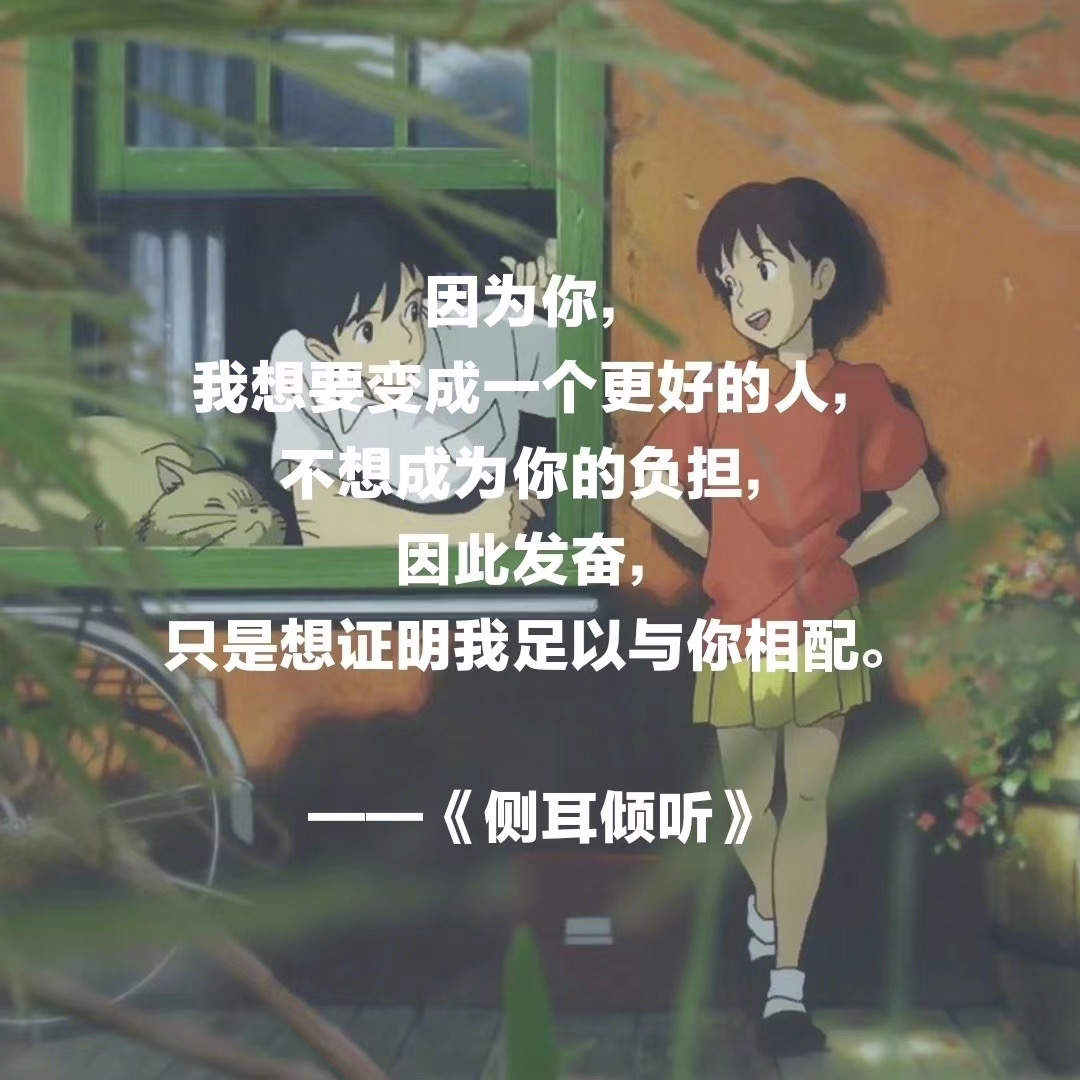 因为你，
我想要变成一个更好的人，
不想成为你的负担，
因此发奋，
只是想证明我足以与你相配。
——《侧耳倾听》